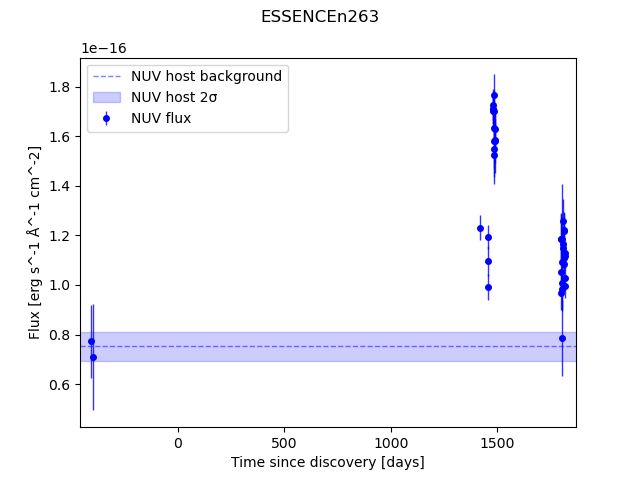 ESSENCEn263
1e−16
NUV host background
NUV host 2σ
NUV flux
1.8
1.6
1.4
1.2
1.0
0.8
0.6
Flux [erg s^-1 Å^-1 cm^-2]
0
500
1000
1500
Time since discovery [days]